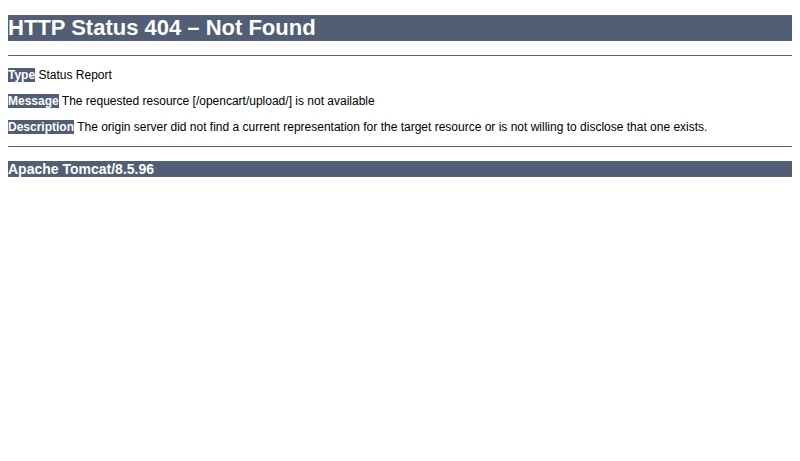 HTTP Status 404 – Not Found
Type Status Report
Message The requested resource [/opencart/upload/] is not available
Description The origin server did not find a current representation for the target resource or is not willing to disclose that one exists.
Apache Tomcat/8.5.96